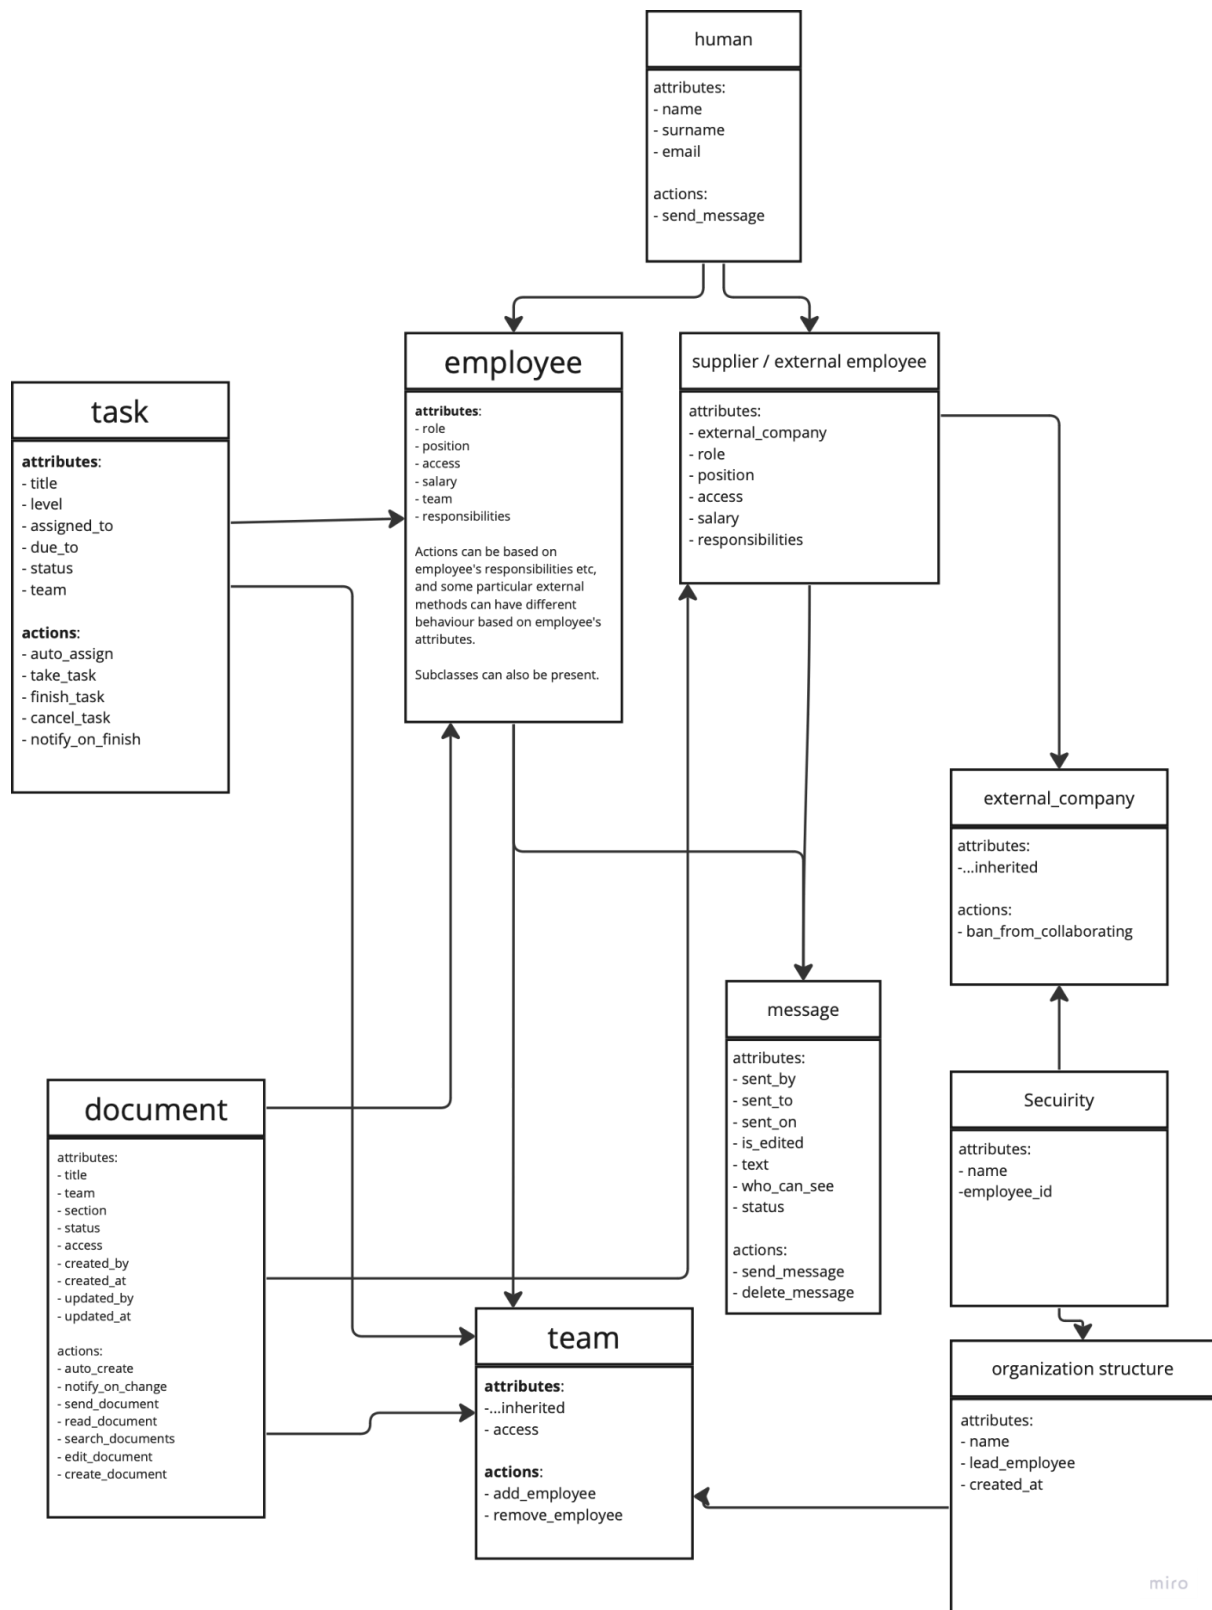 human
attributes:
- name
- surname
- email
actions:
- send_message
employee
attributes:
- role
- position
- access
- salary
- team
- responsibilities
Actions can be based on
employee's responsibilities etc,
and some particular external
methods can have different
behaviour based on employee's
attributes.
Subclasses can also be present.
supplier / external employee
attributes:
- external_company
- role
- position
- access
- salary
- responsibilities
task
attributes:
- title
- level
- assigned_to
- due_to
- status
- team
actions:
- auto_assign
- take_task
- finish_task
- cancel_task
- notify_on_finish
external_company
attributes:
-...inherited
actions:
- ban_from_collaborating
message
attributes:
- sent_by
- sent_to
- sent_on
- is_edited
- text
- who_can_see
- status
actions:
- send_message
- delete_message
Secuirity
attributes:
- name
-employee_id
document
attributes:
- title
- team
- section
- status
- access
- created_by
- created_at
- updated_by
- updated_at
actions:
- auto_create
- notify_on_change
- send_document
- read_document
- search_documents
- edit_document
- create_document
team
attributes:
-...inherited
- access
actions:
- add_employee
- remove_employee
organization structure
attributes:
- name
- lead_employee
- created_at
miro